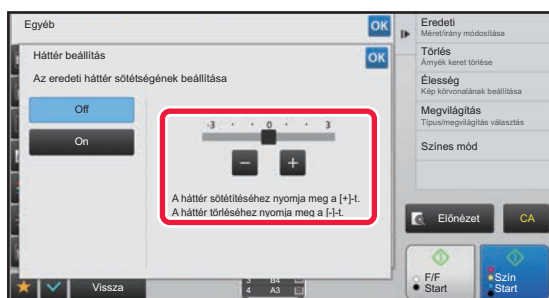 Egyéb
OK
Háttér beállítás
OK
Az eredeti háttér sötétségének beállítása
Off
On
-3 · · 0 · · 3
− +
A háttér sötétítéséhez nyomja meg a [+]-t.
A háttér törléséhez nyomja meg a [-]-t.
Vissza
3 B4
4 A3
Eredeti
Méret/irány módosítása
Törlés
Árnyék keret törlése
Élesség
Kép körvonalának beállítása
Megvilágítás
Típus/megvilágítás választás
Színes mód
Előnézet
CA
F/F
Start
Szín
Start